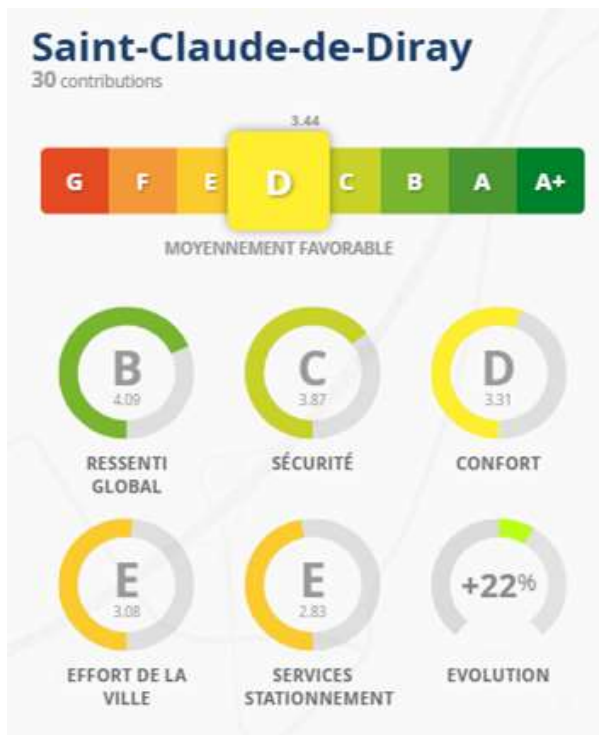 Saint-Claude-de-Diray
30 contributions
3.44
G F E D C B A A+
MOYENNEMENT FAVORABLE
B C D
4.09 3.87 3.31
RESSENTI GLOBAL
SÉCURITÉ
CONFORT
E E +22%
3.08 2.83
EFFORT DE LA VILLE
SERVICES STATIONNEMENT
EVOLUTION